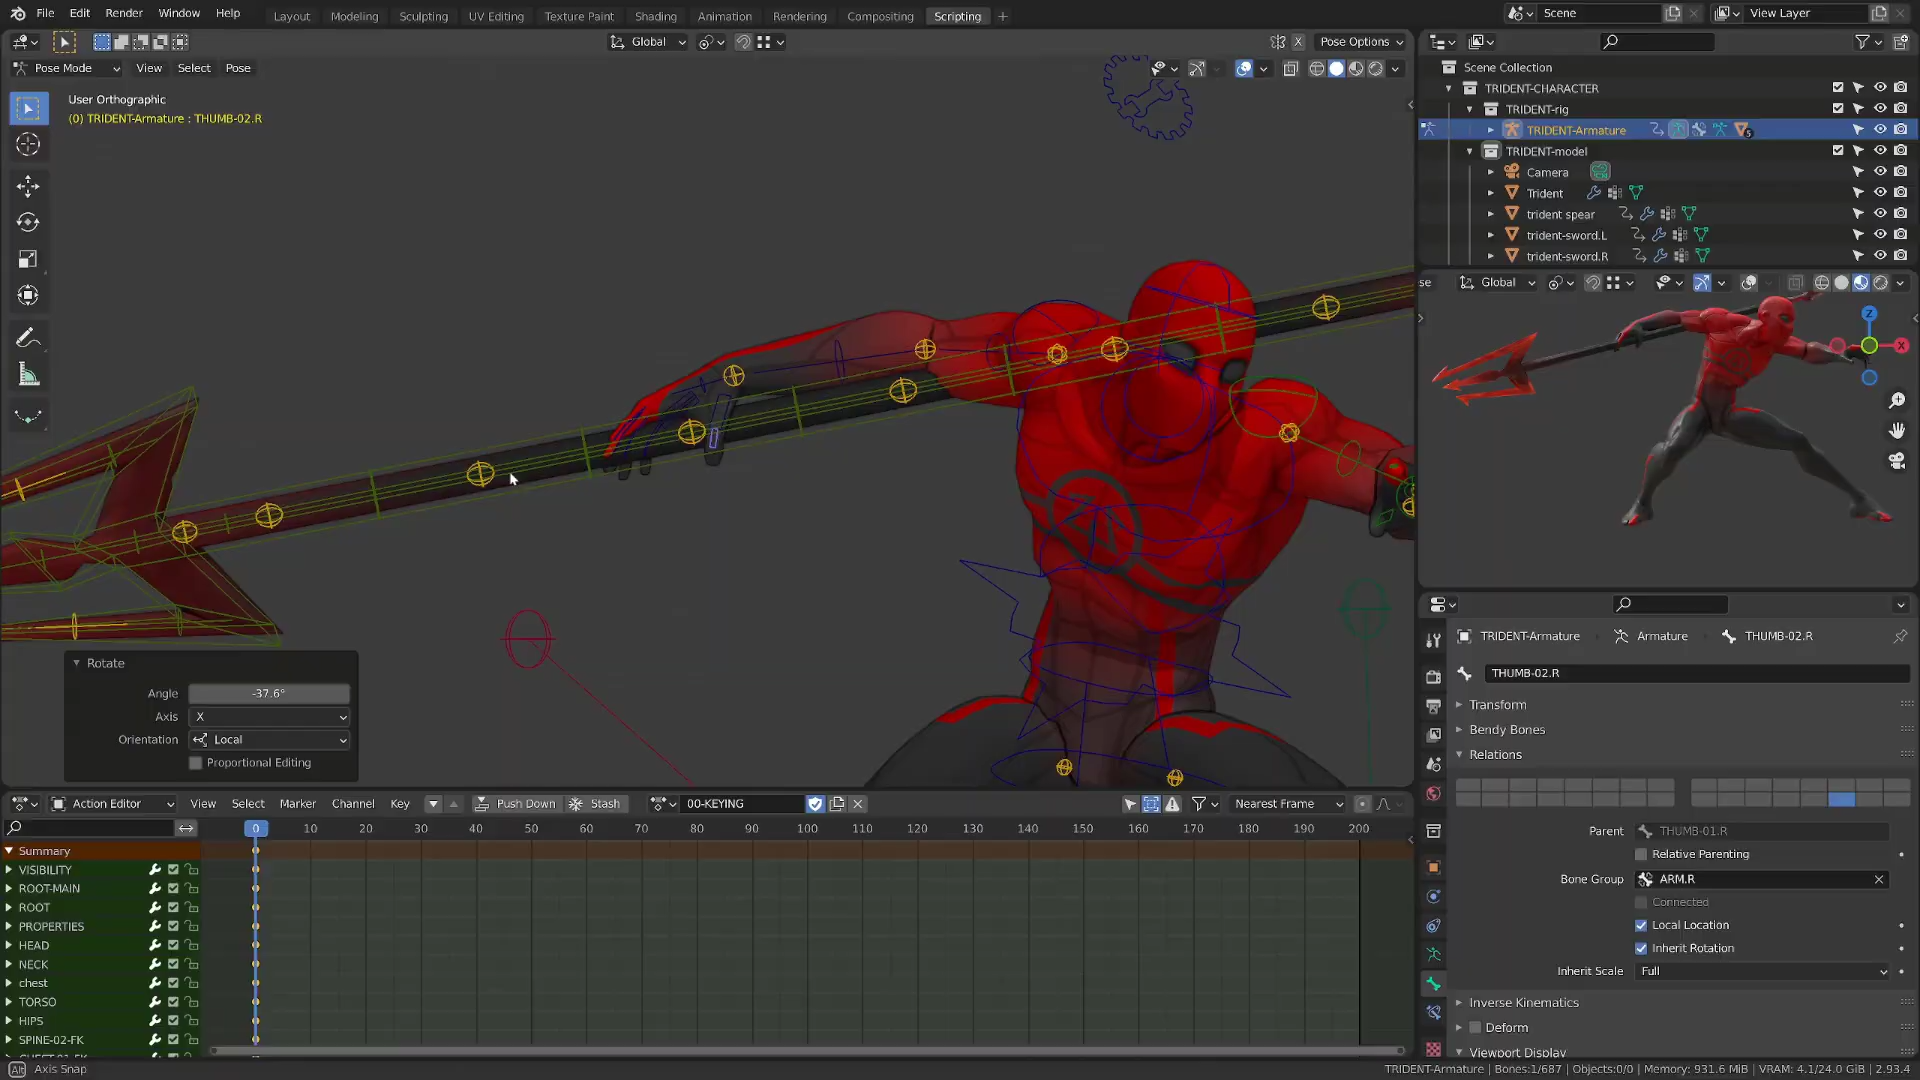 File Edit Render Window Help Layout Modeling Sculpting UV Editing Texture Paint Shading Animation Rendering Compositing Scripting + Scene View Layer
Global X Pose Options
Pose Mode View Select Pose
User Orthographic
(0) TRIDENT-Armature : THUMB-02.R
Scene Collection
TRIDENT-CHARACTER
TRIDENT-rig
TRIDENT-Armature
TRIDENT-model
Camera
Trident
trident spear
trident-sword.L
trident-sword.R
se Global
Z
X
Rotate
Angle -37.6°
Axis X
Orientation Local
Proportional Editing
TRIDENT-Armature Armature THUMB-02.R
THUMB-02.R
Transform
Bendy Bones
Relations
Parent THUMB-01.R
Relative Parenting
Bone Group ARM.R
Connected
Local Location
Inherit Rotation
Inherit Scale Full
Inverse Kinematics
Deform
Viewport Display
Action Editor View Select Marker Channel Key Push Down Stash 00-KEYING Nearest Frame
0 10 20 30 40 50 60 70 80 90 100 110 120 130 140 150 160 170 180 190 200
Summary
VISIBILITY
ROOT-MAIN
ROOT
PROPERTIES
HEAD
NECK
chest
TORSO
HIPS
SPINE-02-FK
Alt Axis Snap
TRIDENT-Armature | Bones:1/687 | Objects:0/0 | Memory: 931.6 MiB | VRAM: 4.1/24.0 GiB | 2.93.4